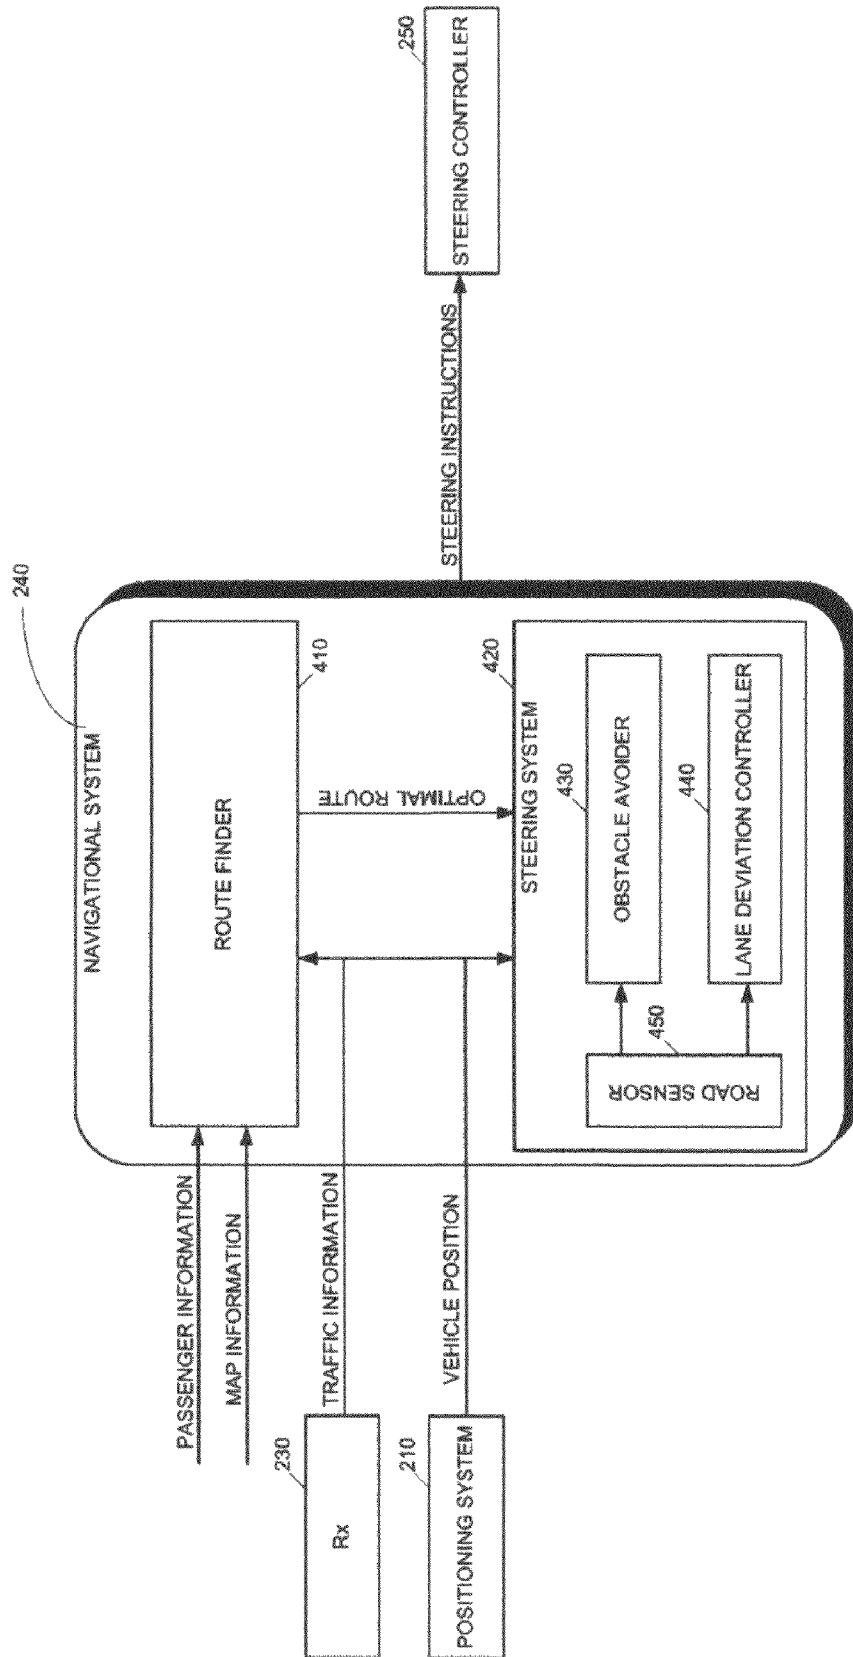 240
NAVIGATIONAL SYSTEM
PASSENGER INFORMATION
MAP INFORMATION
ROUTE FINDER
410
230
Rx
TRAFFIC INFORMATION
OPTIMAL ROUTE
STEERING INSTRUCTIONS
250
STEERING CONTROLLER
210
POSITIONING SYSTEM
VEHICLE POSITION
420
STEERING SYSTEM
430
OBSTACLE AVOIDER
450
ROAD SENSOR
440
LANE DEVIATION CONTROLLER